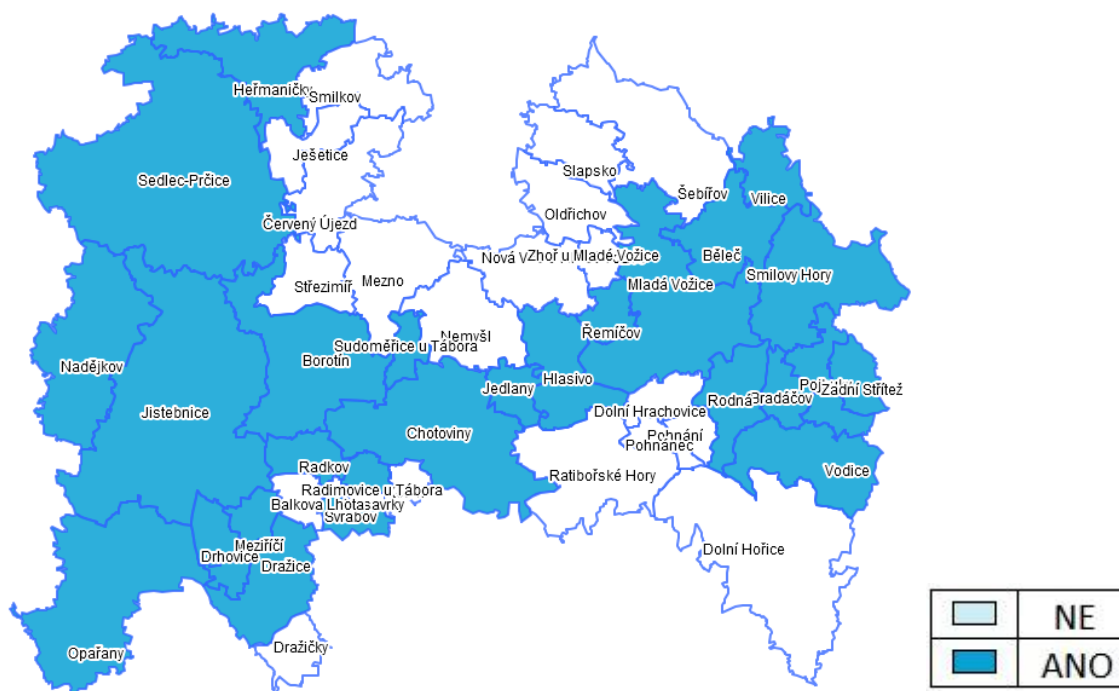 Heřmaničky
Smilkov
Ješetice
Slapsko
Sedlec-Prčice
Šebířov
Vilice
Oldřichov
Červený Újezd
Nová V
Zhoř u Mladé Vožice
Běleč
Smilovy Hory
Střezimíř
Mezno
Mladá Vožice
Nemyšl
Řemíčov
Sudoměřice u Tábora
Borotín
Nadějkov
Hlasivo
Jedlany
Zadní Střítež
Rodná
Bradáčov
Jistebnice
Dolní Hrachovice
Chotoviny
Pohnání
Pohnánec
Radkov
Ratibořské Hory
Vodice
Radimovice u Tábora
Balkova Lhota
Svrabov
Meziříčí
Drhovice
Dražice
Dolní Hořice
Dražičky
Opařany
NE
ANO